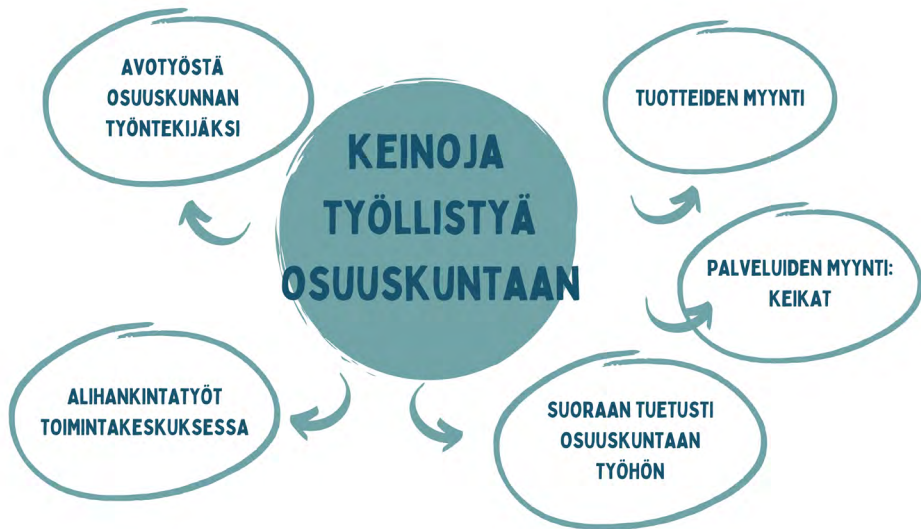 AVOTYÖSTÄ
OSUUSKUNNAN
TYÖNTEKIJÄKSI
KEINOJA
TYÖLLISTYÄ
OSUUSKUNTAAN
TUOTTEIDEN MYYNTI
PALVELUIDEN MYYNTI:
KEIKAT
ALIHANKINTATYÖT
TOIMINTAKESKUKSESSA
SUORAAN TUETUSTI
OSUUSKUNTAAN
TYÖHÖN